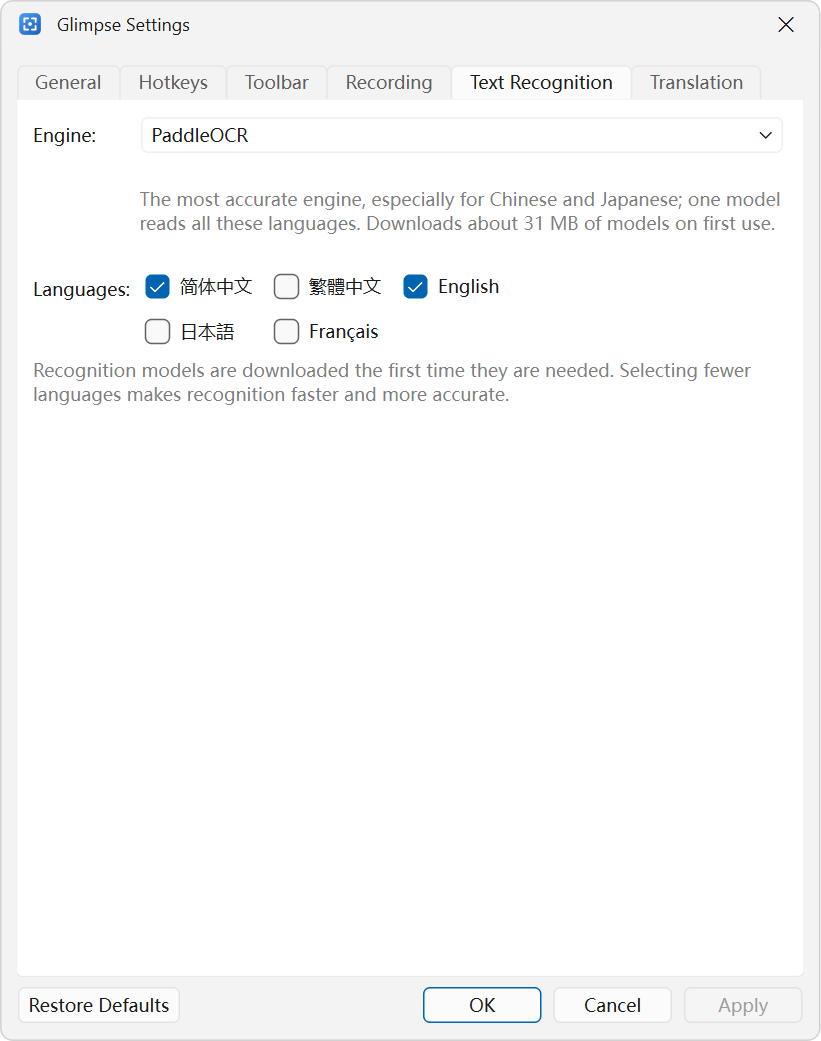 Glimpse Settings
General Hotkeys Toolbar Recording Text Recognition Translation
Engine: PaddleOCR
The most accurate engine, especially for Chinese and Japanese; one model
reads all these languages. Downloads about 31 MB of models on first use.
Languages: 简体中文 繁體中文 English
日本語 Français
Recognition models are downloaded the first time they are needed. Selecting fewer
languages makes recognition faster and more accurate.
Restore Defaults OK Cancel Apply